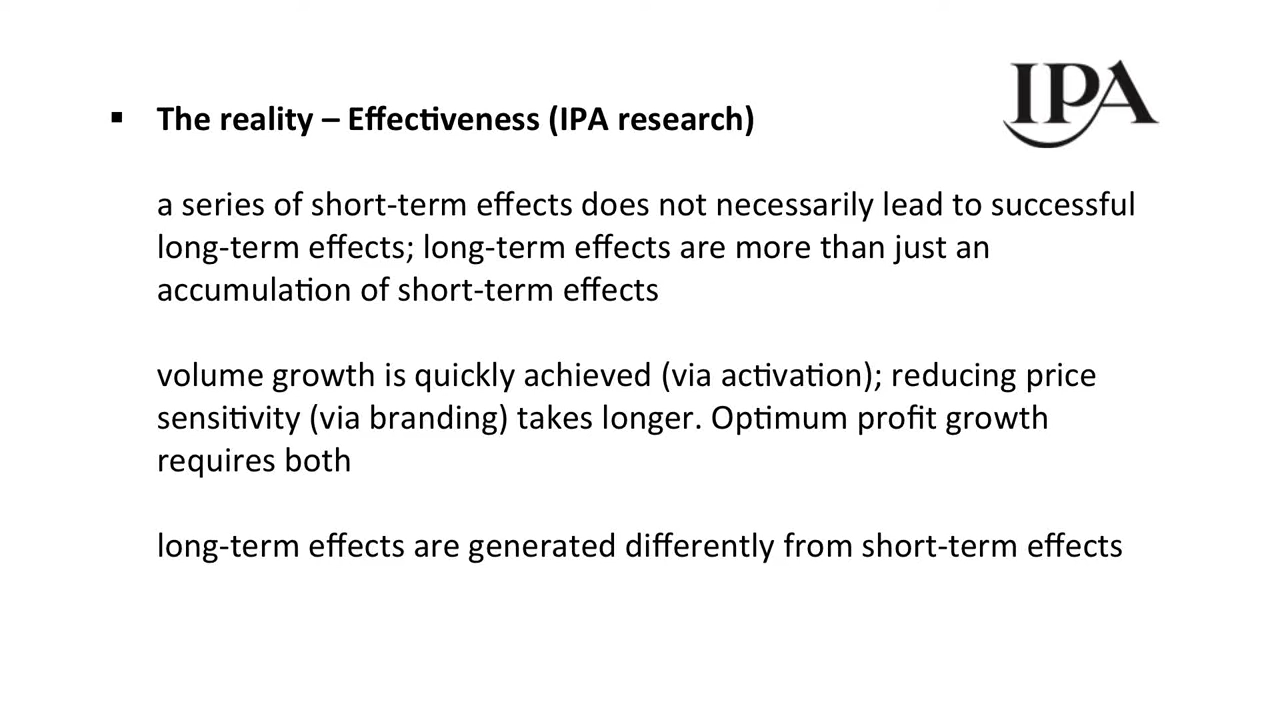 IPA
▪ The reality – Effectiveness (IPA research)
a series of short-term effects does not necessarily lead to successful
long-term effects; long-term effects are more than just an
accumulation of short-term effects
volume growth is quickly achieved (via activation); reducing price
sensitivity (via branding) takes longer. Optimum profit growth
requires both
long-term effects are generated differently from short-term effects